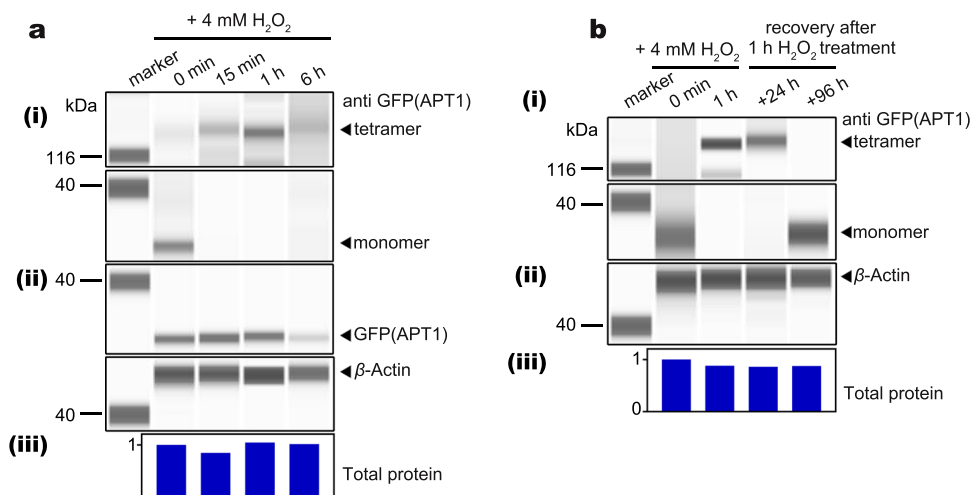 a
+ 4 mM H₂O₂
marker 0 min 15 min 1 h 6 h
kDa
(i)
anti GFP(APT1)
tetramer
116
40
monomer
(ii)
40
GFP(APT1)
β-Actin
40
(iii)
1
Total protein
b
+ 4 mM H₂O₂
recovery after
1 h H₂O₂ treatment
marker 0 min 1 h +24 h +96 h
(i)
anti GFP(APT1)
kDa
tetramer
116
40
monomer
(ii)
β-Actin
40
(iii)
1
0
Total protein